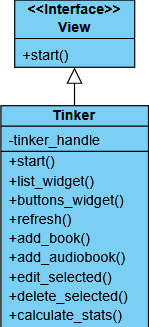 <<Interface>>
View
+start()
Tinker
-tinker_handle
+start()
+list_widget()
+buttons_widget()
+refresh()
+add_book()
+add_audiobook()
+edit_selected()
+delete_selected()
+calculate_stats()